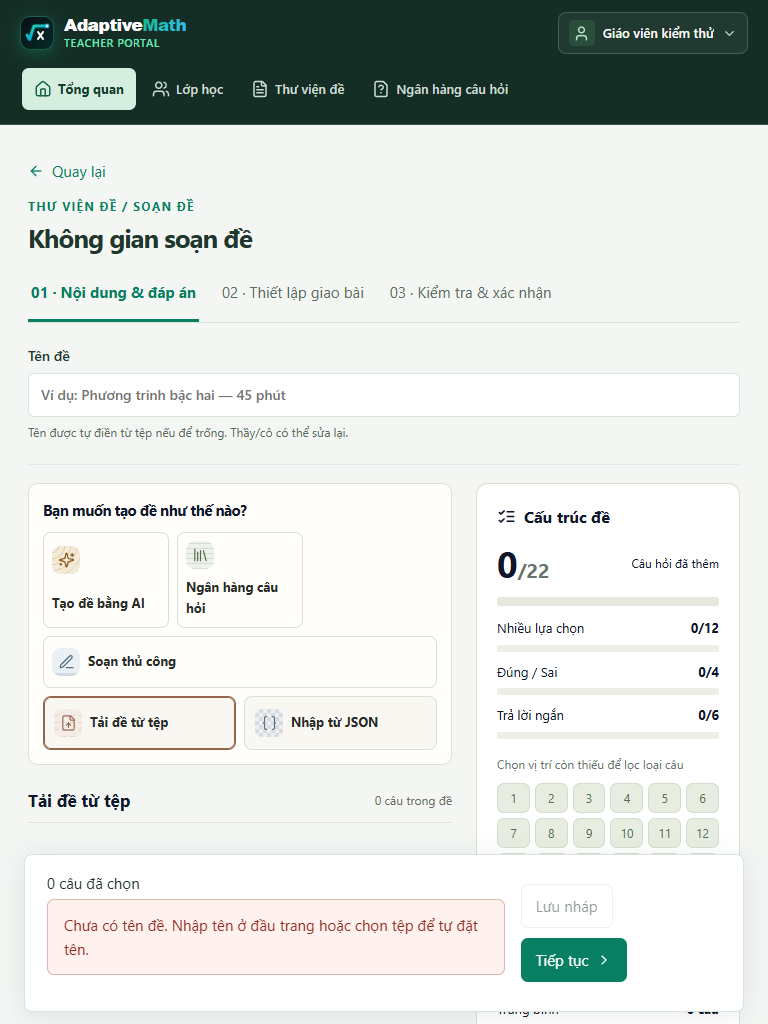 AdaptiveMath
TEACHER PORTAL
Giáo viên kiểm thử
Tổng quan
Lớp học
Thư viện đề
Ngân hàng câu hỏi
Quay lại
THƯ VIỆN ĐỀ / SOẠN ĐỀ
Không gian soạn đề
01 · Nội dung & đáp án
02 · Thiết lập giao bài
03 · Kiểm tra & xác nhận
Tên đề
Ví dụ: Phương trình bậc hai — 45 phút
Tên được tự điền từ tệp nếu để trống. Thầy/cô có thể sửa lại.
Bạn muốn tạo đề như thế nào?
Tạo đề bằng AI
Ngân hàng câu
hỏi
Soạn thủ công
Tải đề từ tệp
Nhập từ JSON
Tải đề từ tệp
0 câu trong đề
Cấu trúc đề
0/22
Câu hỏi đã thêm
Nhiều lựa chọn
0/12
Đúng / Sai
0/4
Trả lời ngắn
0/6
Chọn vị trí còn thiếu để lọc loại câu
1 2 3 4 5 6
7 8 9 10 11 12
0 câu đã chọn
Chưa có tên đề. Nhập tên ở đầu trang hoặc chọn tệp để tự đặt
tên.
Lưu nháp
Tiếp tục